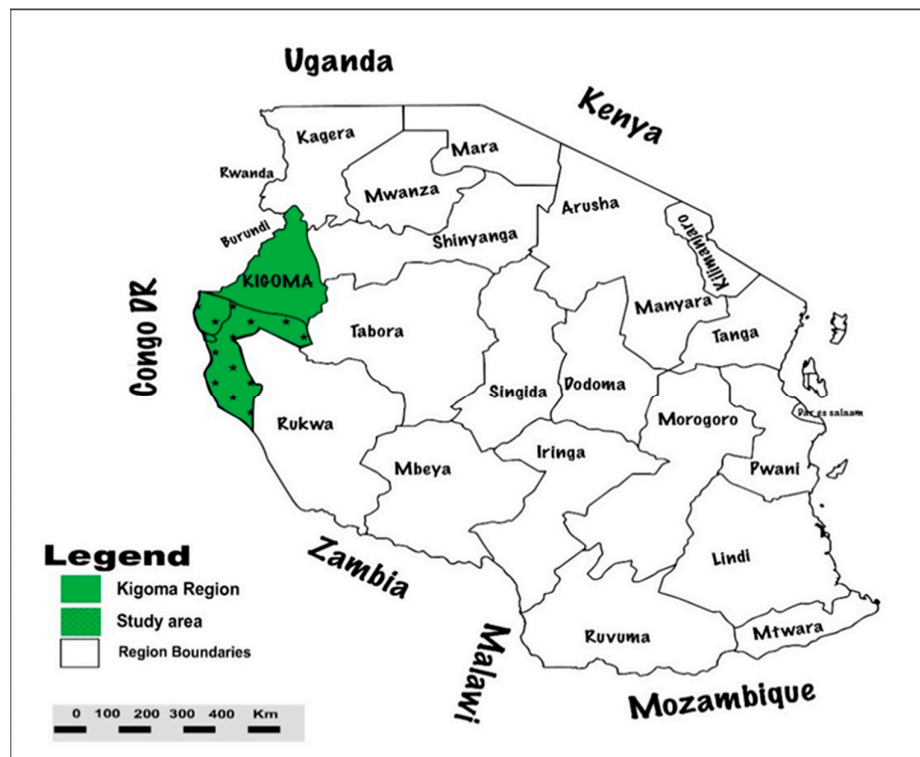 Uganda
Kenya
Kagera
Mara
Rwanda
Mwanza
Arusha
Burundi
Shinyanga
Kilimanjaro
KIGOMA
Congo DR
Manyara
Tabora
Tanga
Singida
Dodoma
Dar es salaam
Rukwa
Morogoro
Iringa
Mbeya
Pwani
Zambia
Lindi
Legend
Kigoma Region
Study area
Region Boundaries
Malawi
Ruvuma
Mtwara
Mozambique
0 100 200 300 400 Km